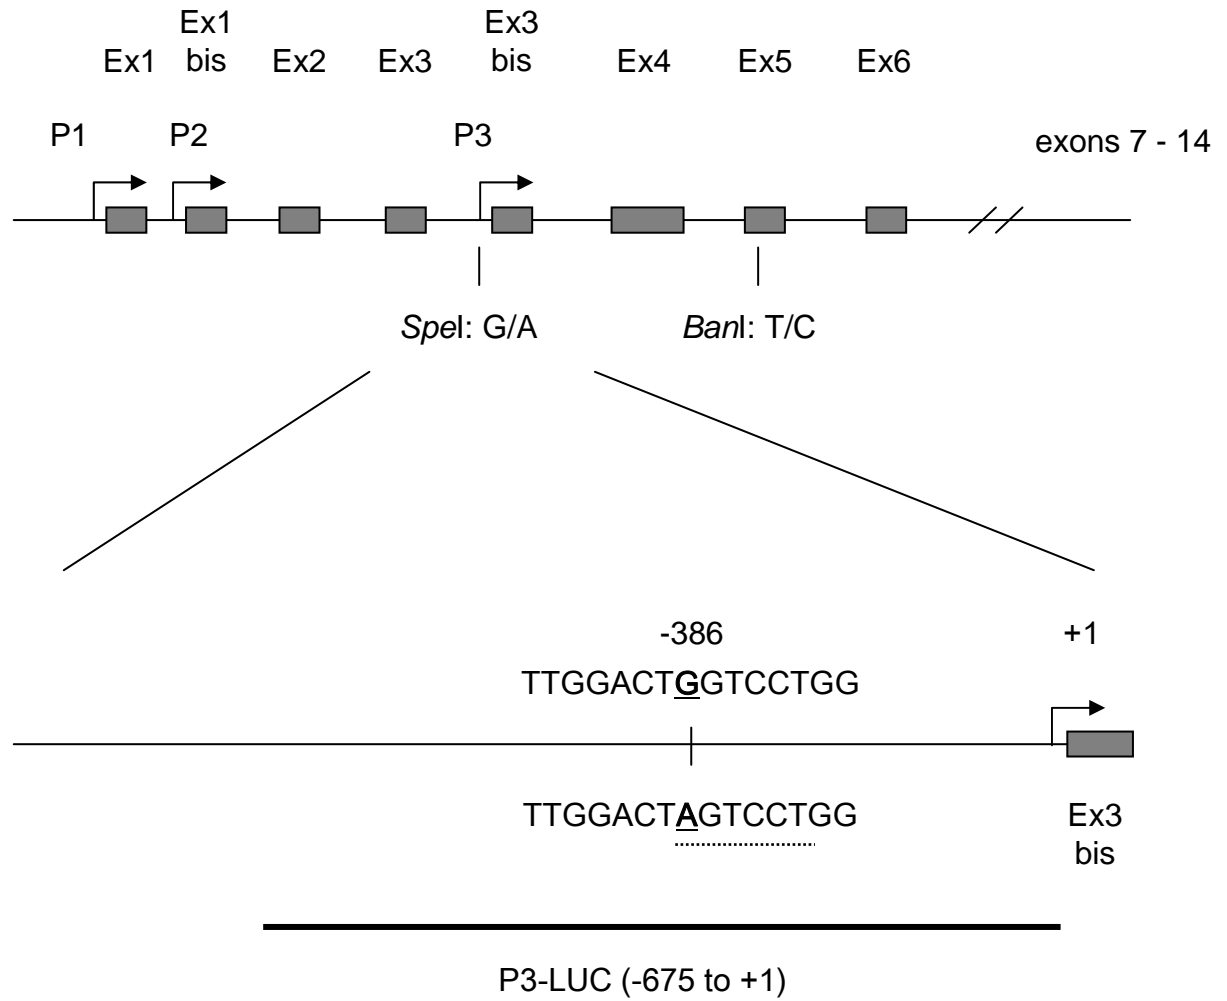 Ex1
Ex1
bis
Ex2
Ex3
Ex3
bis
Ex4
Ex5
Ex6
P1
P2
P3
exons 7 - 14
SpeI: G/A
BanI: T/C
-386
+1
TTGGACTGGTCCTGG
TTGGACTAGTCCTGG
Ex3
bis
P3-LUC (-675 to +1)